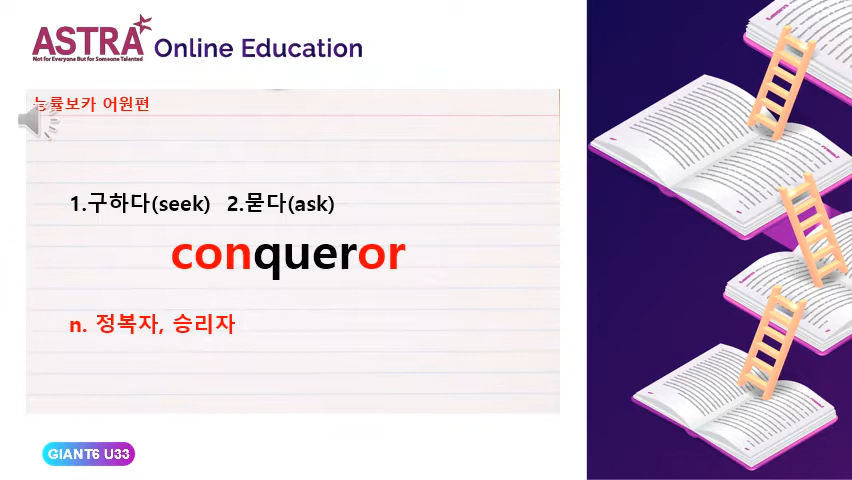 ASTRA
Not for Everyone But for Someone Talented
Online Education
능률보카 어원편
1.구하다(seek) 2.묻다(ask)
conqueror
n. 정복자, 승리자
GIANT6 U33